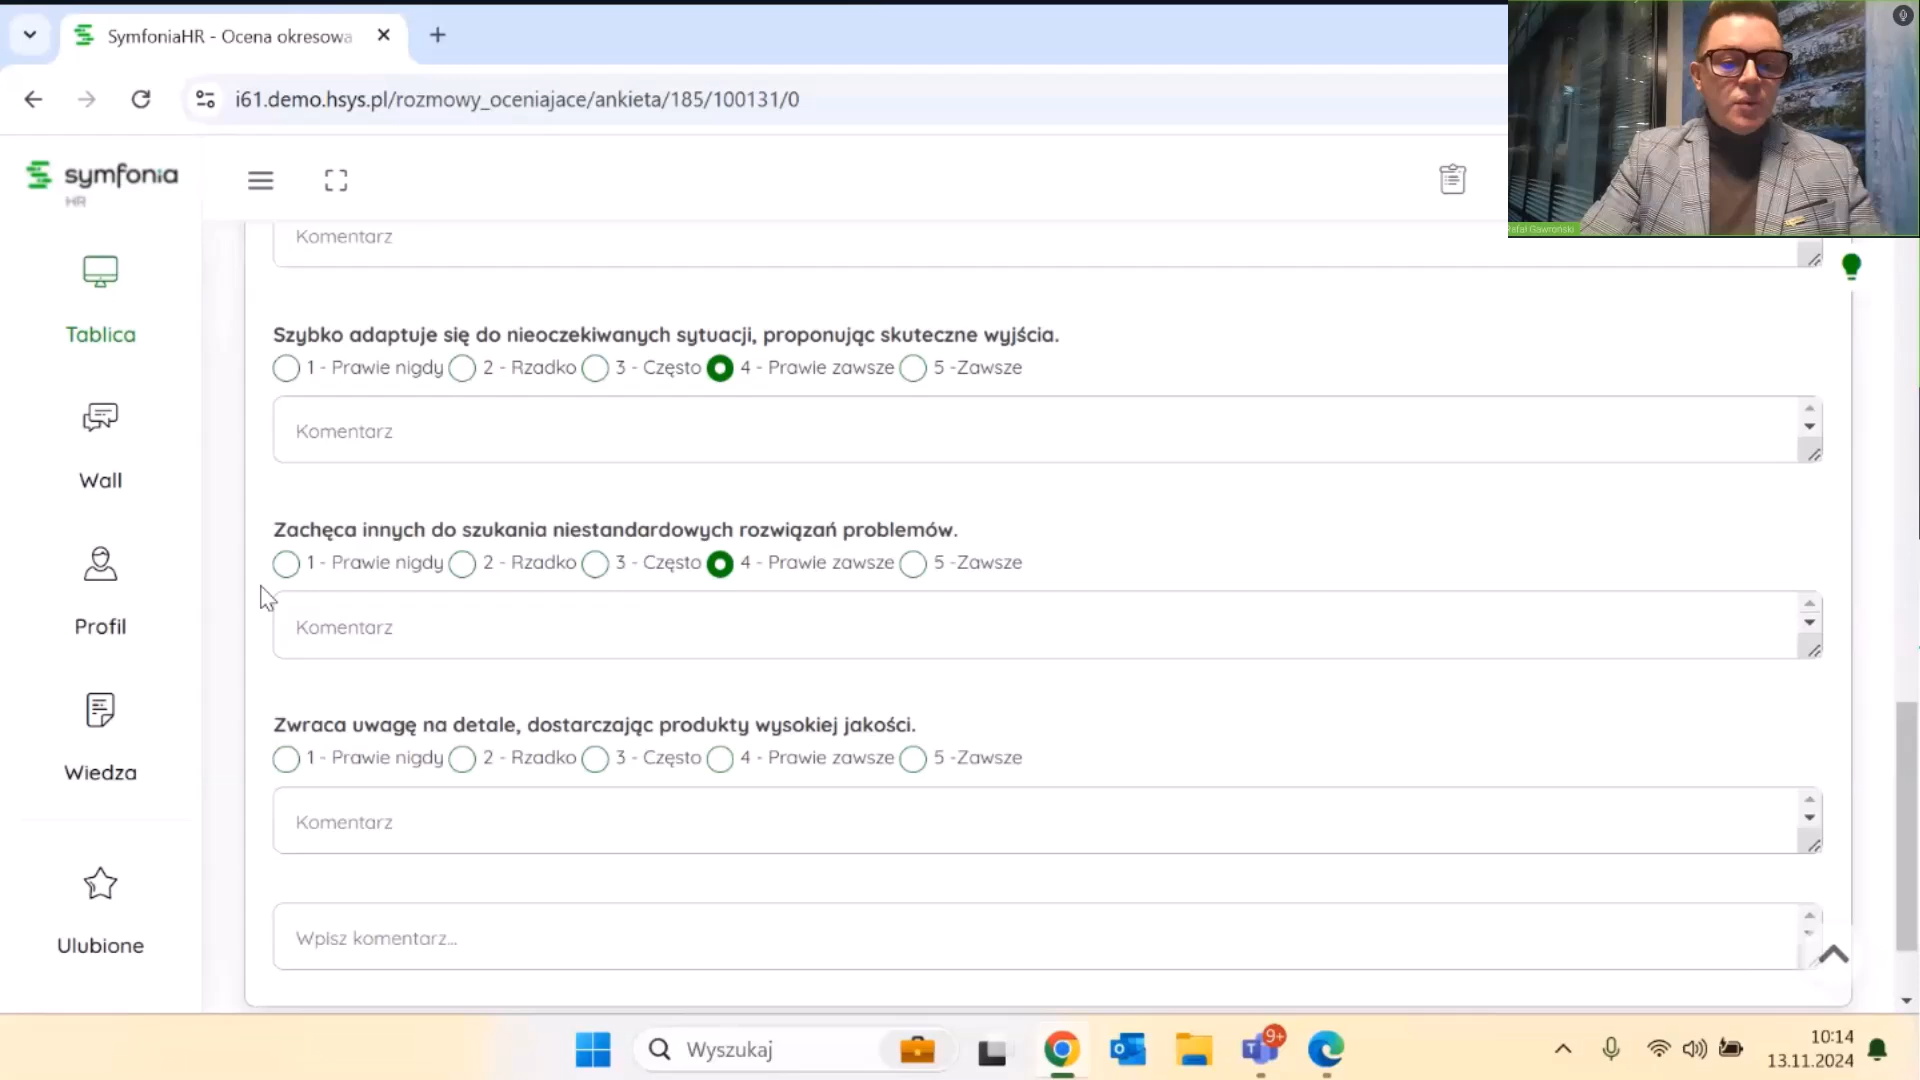 SymfoniaHR - Ocena okresowa
i61.demo.hsys.pl/rozmowy_oceniajace/ankieta/185/100131/0
Rafał Gawroński
symfonia
HR
Tablica
Wall
Profil
Wiedza
Ulubione
Komentarz
Szybko adaptuje się do nieoczekiwanych sytuacji, proponując skuteczne wyjścia.
1 - Prawie nigdy 2 - Rzadko 3 - Często 4 - Prawie zawsze 5 -Zawsze
Komentarz
Zachęca innych do szukania niestandardowych rozwiązań problemów.
1 - Prawie nigdy 2 - Rzadko 3 - Często 4 - Prawie zawsze 5 -Zawsze
Komentarz
Zwraca uwagę na detale, dostarczając produkty wysokiej jakości.
1 - Prawie nigdy 2 - Rzadko 3 - Często 4 - Prawie zawsze 5 -Zawsze
Komentarz
Wpisz komentarz...
Wyszukaj
9+
10:14
13.11.2024